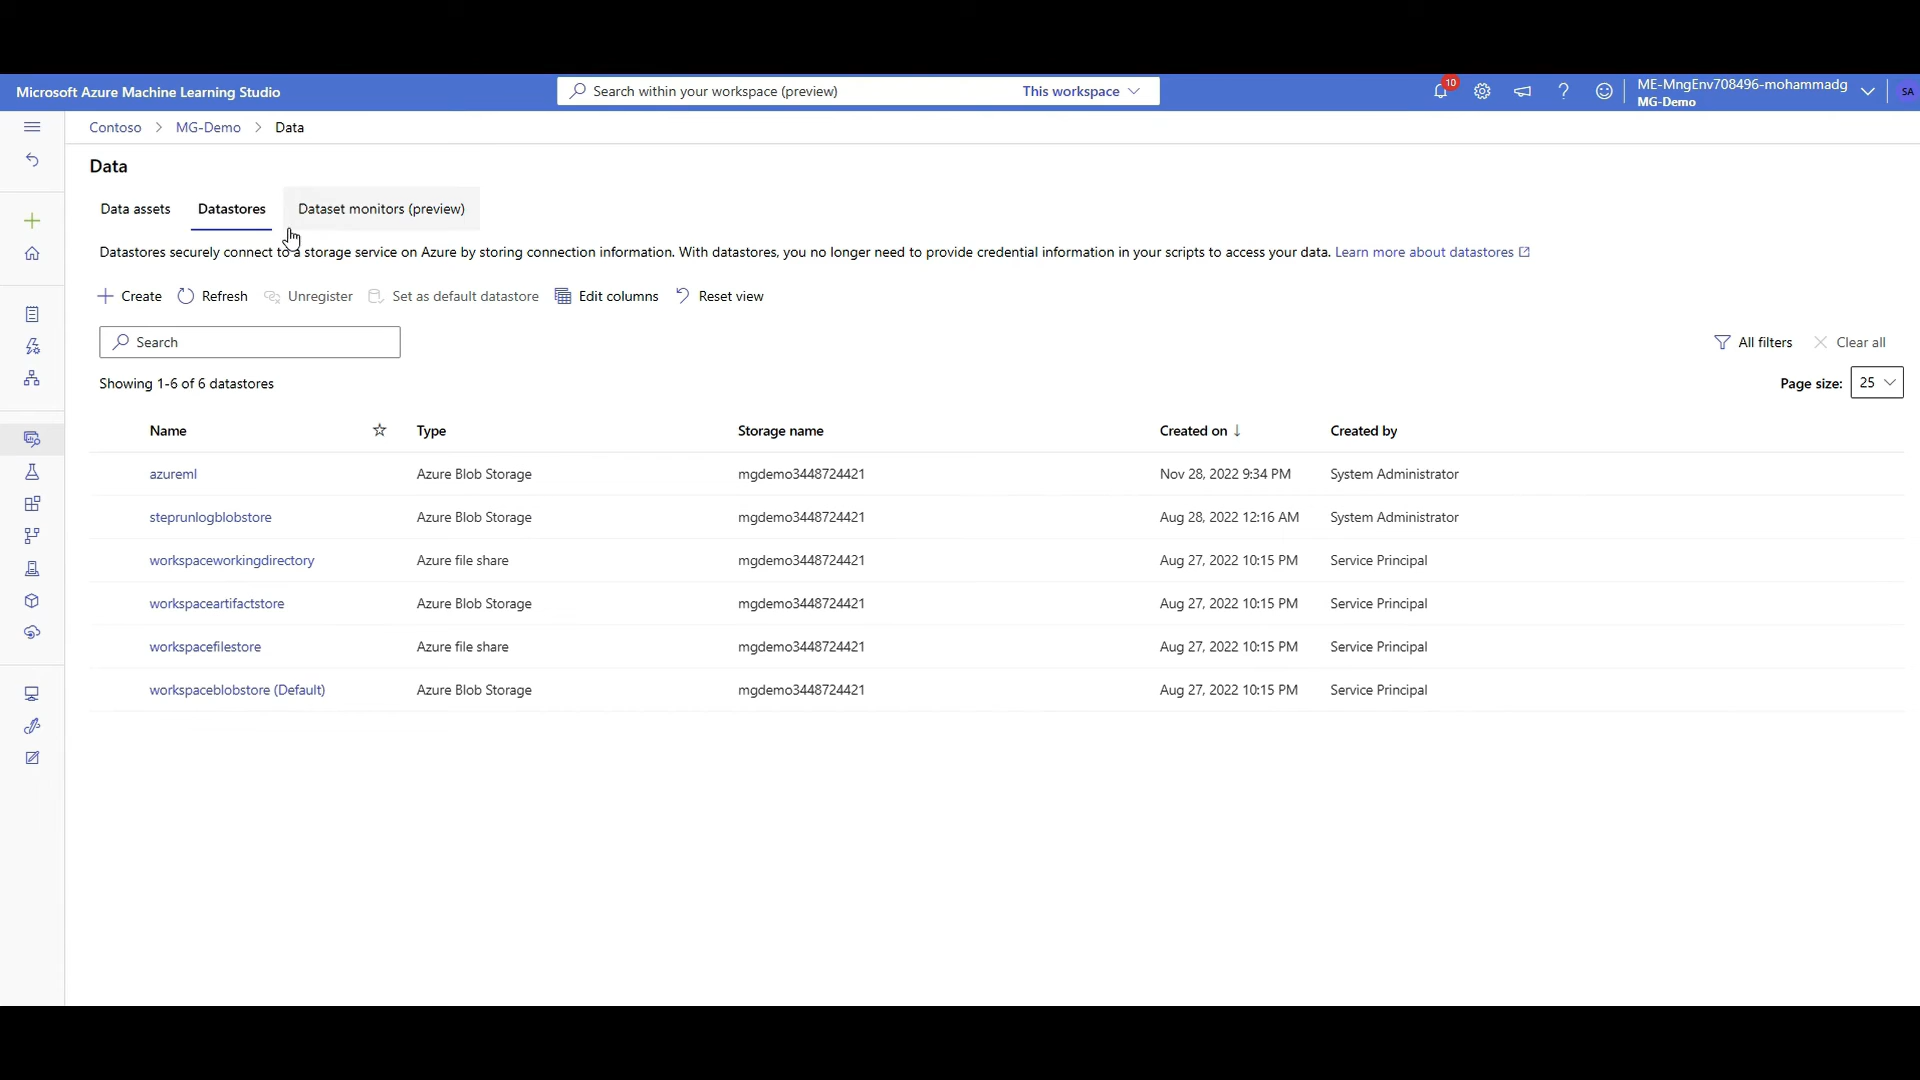 Microsoft Azure Machine Learning Studio
Search within your workspace (preview)
This workspace
10
ME-MngEnv708496-mohammadg
MG-Demo
SA
Contoso > MG-Demo > Data
Data
Data assets
Datastores
Dataset monitors (preview)
Datastores securely connect to a storage service on Azure by storing connection information. With datastores, you no longer need to provide credential information in your scripts to access your data. Learn more about datastores
Create Refresh Unregister Set as default datastore Edit columns Reset view
Search
All filters
Clear all
Showing 1-6 of 6 datastores
Page size: 25
Name Type Storage name Created on ↓ Created by
azureml Azure Blob Storage mgdemo3448724421 Nov 28, 2022 9:34 PM System Administrator
steprunlogblobstore Azure Blob Storage mgdemo3448724421 Aug 28, 2022 12:16 AM System Administrator
workspaceworkingdirectory Azure file share mgdemo3448724421 Aug 27, 2022 10:15 PM Service Principal
workspaceartifactstore Azure Blob Storage mgdemo3448724421 Aug 27, 2022 10:15 PM Service Principal
workspacefilestore Azure file share mgdemo3448724421 Aug 27, 2022 10:15 PM Service Principal
workspaceblobstore (Default) Azure Blob Storage mgdemo3448724421 Aug 27, 2022 10:15 PM Service Principal